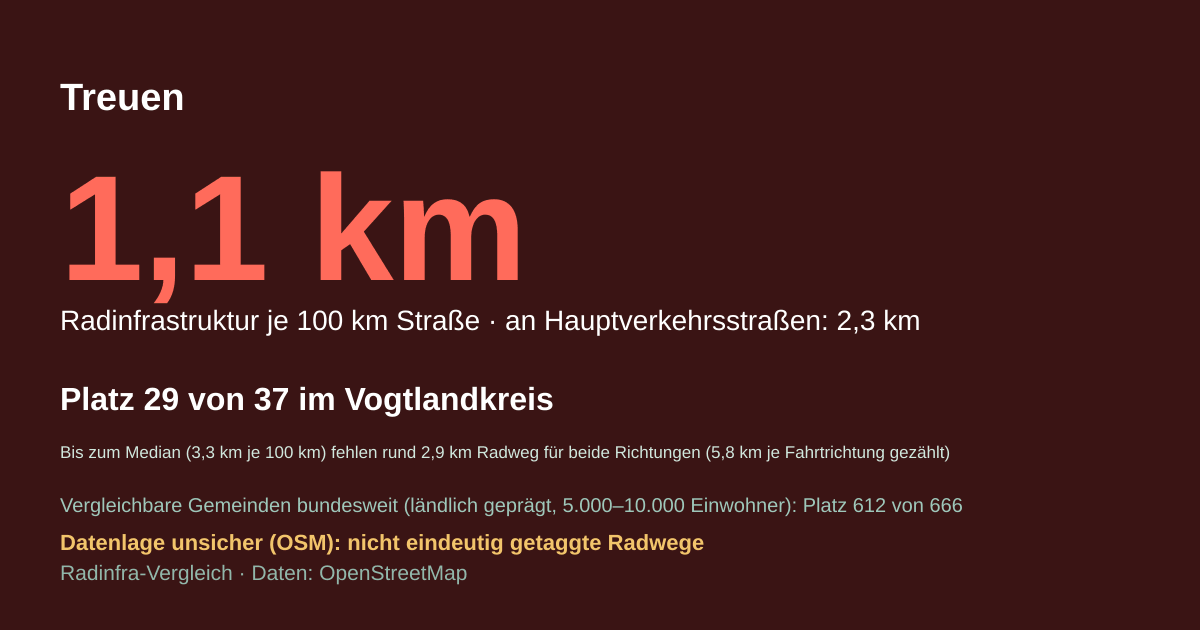 Treuen
1,1 km
Radinfrastruktur je 100 km Straße · an Hauptverkehrsstraßen: 2,3 km
Platz 29 von 37 im Vogtlandkreis
Bis zum Median (3,3 km je 100 km) fehlen rund 2,9 km Radweg für beide Richtungen (5,8 km je Fahrtrichtung gezählt)
Vergleichbare Gemeinden bundesweit (ländlich geprägt, 5.000–10.000 Einwohner): Platz 612 von 666
Datenlage unsicher (OSM): nicht eindeutig getaggte Radwege
Radinfra-Vergleich · Daten: OpenStreetMap